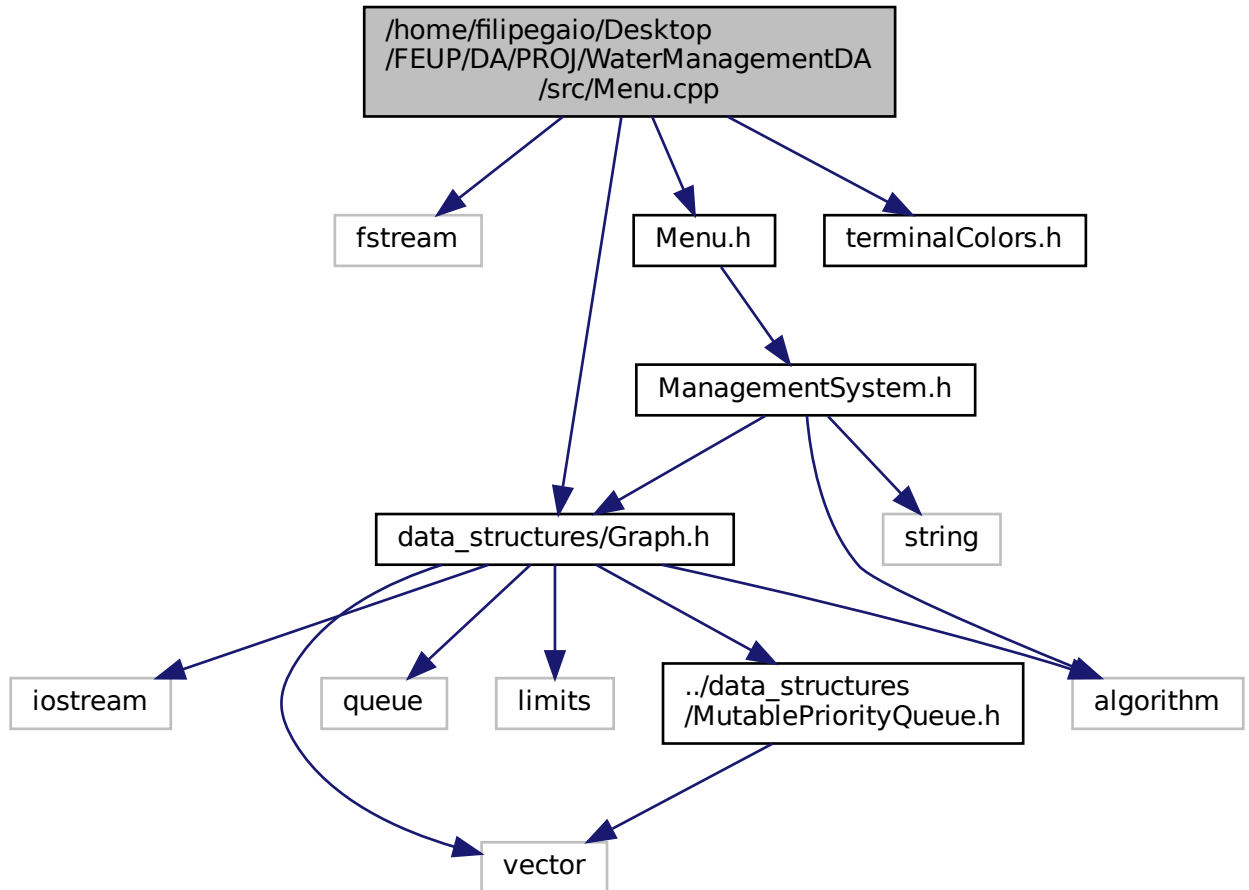 /home/filipegaio/Desktop
/FEUP/DA/PROJ/WaterManagementDA
/src/Menu.cpp
fstream
Menu.h
terminalColors.h
ManagementSystem.h
data_structures/Graph.h
string
iostream
queue
limits
../data_structures
/MutablePriorityQueue.h
algorithm
vector